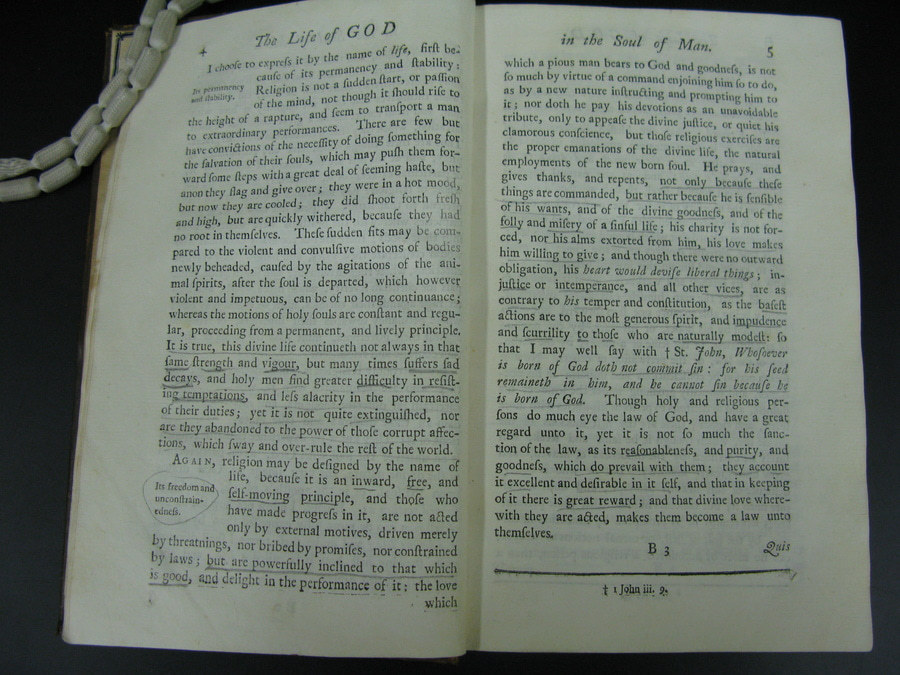 4
The Liſe of GOD
I chooſe to expreſs it by the name of life, firſt be-
Its permanency
and ſtability.
cauſe of its permanency and ſtability:
Religion is not a ſudden ſtart, or paſſion
of the mind, not though it ſhould riſe to
the height of a rapture, and ſeem to tranſport a man
to extraordinary performances. There are few but
have convictions of the neceſſity of doing ſomething for
the ſalvation of their ſouls, which may puſh them for-
ward ſome ſteps with a great deal of ſeeming haſte, but
anon they flag and give over; they were in a hot mood,
but now they are cooled; they did ſhoot forth freſh
and high, but are quickly withered, becauſe they had
no root in themſelves. Theſe ſudden fits may be com-
pared to the violent and convulſive motions of bodies
newly beheaded, cauſed by the agitations of the ani-
mal ſpirits, after the ſoul is departed, which however
violent and impetuous, can be of no long continuance;
whereas the motions of holy ſouls are conſtant and regu-
lar, proceeding from a permanent, and lively principle.
It is true, this divine life continueth not always in that
ſame ſtrength and vigour, but many times ſuffers ſad
decays, and holy men find greater difficulty in reſiſt-
ing temptations, and leſs alacrity in the performance
of their duties; yet it is not quite extinguiſhed, nor
are they abandoned to the power of thoſe corrupt affec-
tions, which ſway and over-rule the reſt of the world.
AGAIN, religion may be deſigned by the name of
Its freedom and
unconſtrain-
edneſs.
life, becauſe it is an inward, free, and
ſelf-moving principle, and thoſe who
have made progreſs in it, are not acted
only by external motives, driven merely
by threatnings, nor bribed by promiſes, nor conſtrained
by laws; but are powerfully inclined to that which
is good, and delight in the performance of it; the love
which
in the Soul of Man.
5
which a pious man bears to God and goodneſs, is not
ſo much by virtue of a command enjoining him ſo to do,
as by a new nature inſtructing and prompting him to
it; nor doth he pay his devotions as an unavoidable
tribute, only to appeaſe the divine juſtice, or quiet his
clamorous conſcience, but thoſe religious exerciſes are
the proper emanations of the divine life, the natural
employments of the new born ſoul. He prays, and
gives thanks, and repents, not only becauſe theſe
things are commanded, but rather becauſe he is ſenſible
of his wants, and of the divine goodneſs, and of the
folly and miſery of a ſinful life; his charity is not for-
ced, nor his alms extorted from him, his love makes
him willing to give; and though there were no outward
obligation, his heart would deviſe liberal things; in-
juſtice or intemperance, and all other vices, are as
contrary to his temper and conſtitution, as the baſeſt
actions are to the moſt generous ſpirit, and impudence
and ſcurrility to thoſe who are naturally modeſt: ſo
that I may well ſay with † St. John, Whoſoever
is born of God doth not commit ſin: for his ſeed
remaineth in him, and he cannot ſin becauſe he
is born of God. Though holy and religious per-
ſons do much eye the law of God, and have a great
regard unto it, yet it is not ſo much the ſanc-
tion of the law, as its reaſonableneſs, and purity, and
goodneſs, which do prevail with them; they account
it excellent and deſirable in it ſelf, and that in keeping
of it there is great reward; and that divine love where-
with they are acted, makes them become a law unto
themſelves.
B 3
Quis
† 1 John iii. 9.